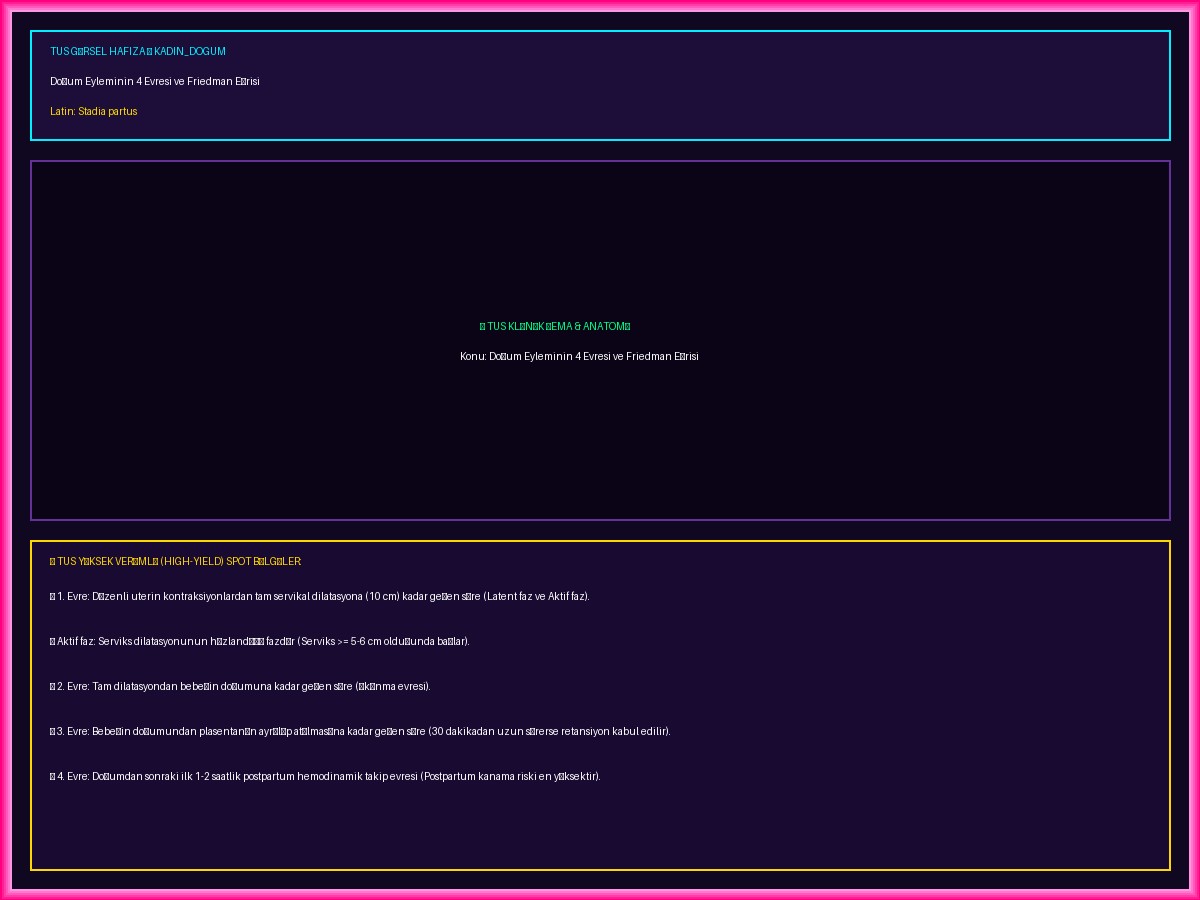 TUS G□RSEL HAFIZA □ KADIN_DOGUM
Do□um Eyleminin 4 Evresi ve Friedman E□risi
Latin: Stadia partus
□ TUS KL□N□K □EMA & ANATOM□
Konu: Do□um Eyleminin 4 Evresi ve Friedman E□risi
□ TUS Y□KSEK VER□ML□ (HIGH-YIELD) SPOT B□LG□LER:
□ 1. Evre: D□zenli uterin kontraksiyonlardan tam servikal dilatasyona (10 cm) kadar ge□en s□re (Latent faz ve Aktif faz).
□ Aktif faz: Serviks dilatasyonunun h□zland□□□ fazd□r (Serviks >= 5-6 cm oldu□unda ba□lar).
□ 2. Evre: Tam dilatasyondan bebe□in do□umuna kadar ge□en s□re (□k□nma evresi).
□ 3. Evre: Bebe□in do□umundan plasentan□n ayr□l□p at□lmas□na kadar ge□en s□re (30 dakikadan uzun s□rerse retansiyon kabul edilir).
□ 4. Evre: Do□umdan sonraki ilk 1-2 saatlik postpartum hemodinamik takip evresi (Postpartum kanama riski en y□ksektir).